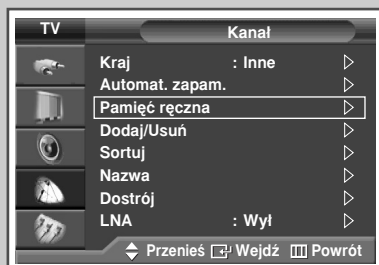 TV Kanał
Kraj : Inne
Automat. zapam.
Pamięć ręczna
Dodaj/Usuń
Sortuj
Nazwa
Dostrój
LNA : Wył
Przenieś Wejdź Powrót